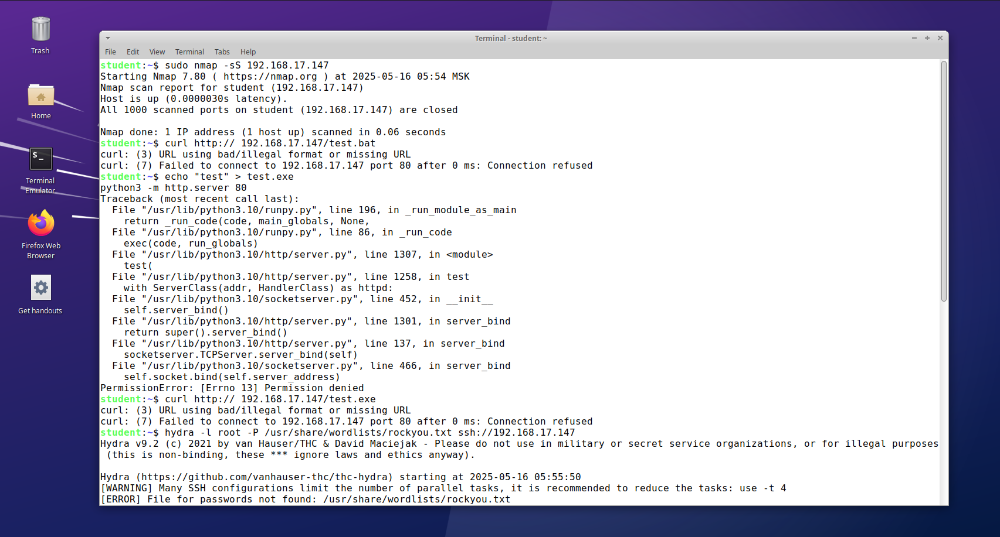 Trash
Home
Terminal
Emulator
Firefox Web
Browser
Get handouts
Terminal - student: ~
File Edit View Terminal Tabs Help
student:~$ sudo nmap -sS 192.168.17.147
Starting Nmap 7.80 ( https://nmap.org ) at 2025-05-16 05:54 MSK
Nmap scan report for student (192.168.17.147)
Host is up (0.0000030s latency).
All 1000 scanned ports on student (192.168.17.147) are closed
Nmap done: 1 IP address (1 host up) scanned in 0.06 seconds
student:~$ curl http:// 192.168.17.147/test.bat
curl: (3) URL using bad/illegal format or missing URL
curl: (7) Failed to connect to 192.168.17.147 port 80 after 0 ms: Connection refused
student:~$ echo "test" > test.exe
python3 -m http.server 80
Traceback (most recent call last):
  File "/usr/lib/python3.10/runpy.py", line 196, in _run_module_as_main
    return _run_code(code, main_globals, None,
  File "/usr/lib/python3.10/runpy.py", line 86, in _run_code
    exec(code, run_globals)
  File "/usr/lib/python3.10/http/server.py", line 1307, in <module>
    test(
  File "/usr/lib/python3.10/http/server.py", line 1258, in test
    with ServerClass(addr, HandlerClass) as httpd:
  File "/usr/lib/python3.10/socketserver.py", line 452, in __init__
    self.server_bind()
  File "/usr/lib/python3.10/http/server.py", line 1301, in server_bind
    return super().server_bind()
  File "/usr/lib/python3.10/http/server.py", line 137, in server_bind
    socketserver.TCPServer.server_bind(self)
  File "/usr/lib/python3.10/socketserver.py", line 466, in server_bind
    self.socket.bind(self.server_address)
PermissionError: [Errno 13] Permission denied
student:~$ curl http:// 192.168.17.147/test.exe
curl: (3) URL using bad/illegal format or missing URL
curl: (7) Failed to connect to 192.168.17.147 port 80 after 0 ms: Connection refused
student:~$ hydra -l root -P /usr/share/wordlists/rockyou.txt ssh://192.168.17.147
Hydra v9.2 (c) 2021 by van Hauser/THC & David Maciejak - Please do not use in military or secret service organizations, or for illegal purposes
 (this is non-binding, these *** ignore laws and ethics anyway).
Hydra (https://github.com/vanhauser-thc/thc-hydra) starting at 2025-05-16 05:55:50
[WARNING] Many SSH configurations limit the number of parallel tasks, it is recommended to reduce the tasks: use -t 4
[ERROR] File for passwords not found: /usr/share/wordlists/rockyou.txt